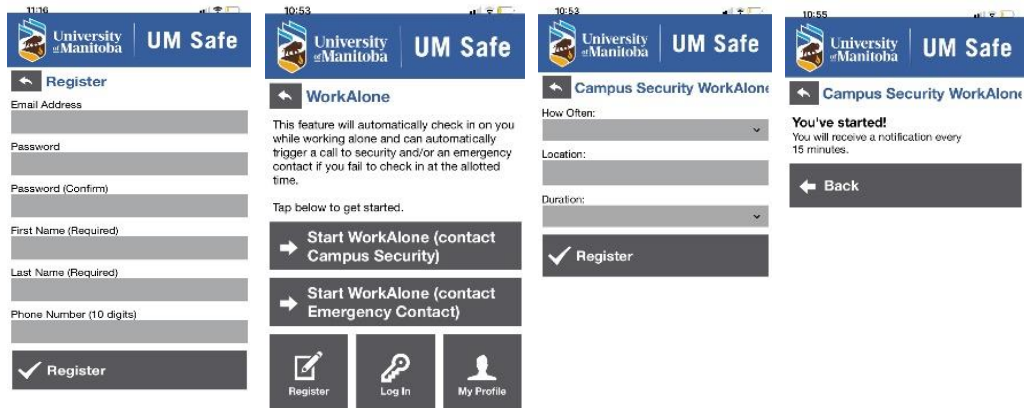 11:16
University
of Manitoba
UM Safe
Register
Email Address
Password
Password (Confirm)
First Name (Required)
Last Name (Required)
Phone Number (10 digits)
Register
10:53
University
of Manitoba
UM Safe
WorkAlone
This feature will automatically check in on you
while working alone and can automatically
trigger a call to security and/or an emergency
contact if you fail to check in at the allotted
time.
Tap below to get started.
Start WorkAlone (contact
Campus Security)
Start WorkAlone (contact
Emergency Contact)
Register
Log In
My Profile
10:53
University
of Manitoba
UM Safe
Campus Security WorkAlone
How Often:
Location:
Duration:
Register
10:55
University
of Manitoba
UM Safe
Campus Security WorkAlone
You've started!
You will receive a notification every
15 minutes.
Back